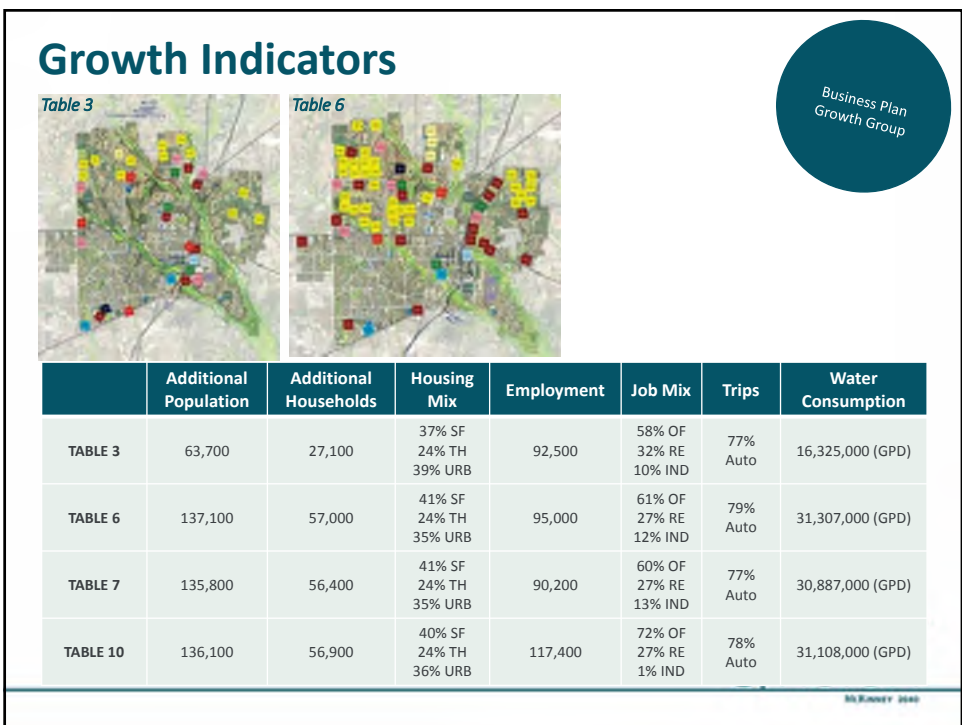 Growth Indicators
Business Plan
Growth Group
Table 3
Table 6
Additional Population
Additional Households
Housing Mix
Employment
Job Mix
Trips
Water Consumption
TABLE 3
63,700
27,100
37% SF
24% TH
39% URB
92,500
58% OF
32% RE
10% IND
77%
Auto
16,325,000 (GPD)
TABLE 6
137,100
57,000
41% SF
24% TH
35% URB
95,000
61% OF
27% RE
12% IND
79%
Auto
31,307,000 (GPD)
TABLE 7
135,800
56,400
41% SF
24% TH
35% URB
90,200
60% OF
27% RE
13% IND
77%
Auto
30,887,000 (GPD)
TABLE 10
136,100
56,900
40% SF
24% TH
36% URB
117,400
72% OF
27% RE
1% IND
78%
Auto
31,108,000 (GPD)
McKinney 2040